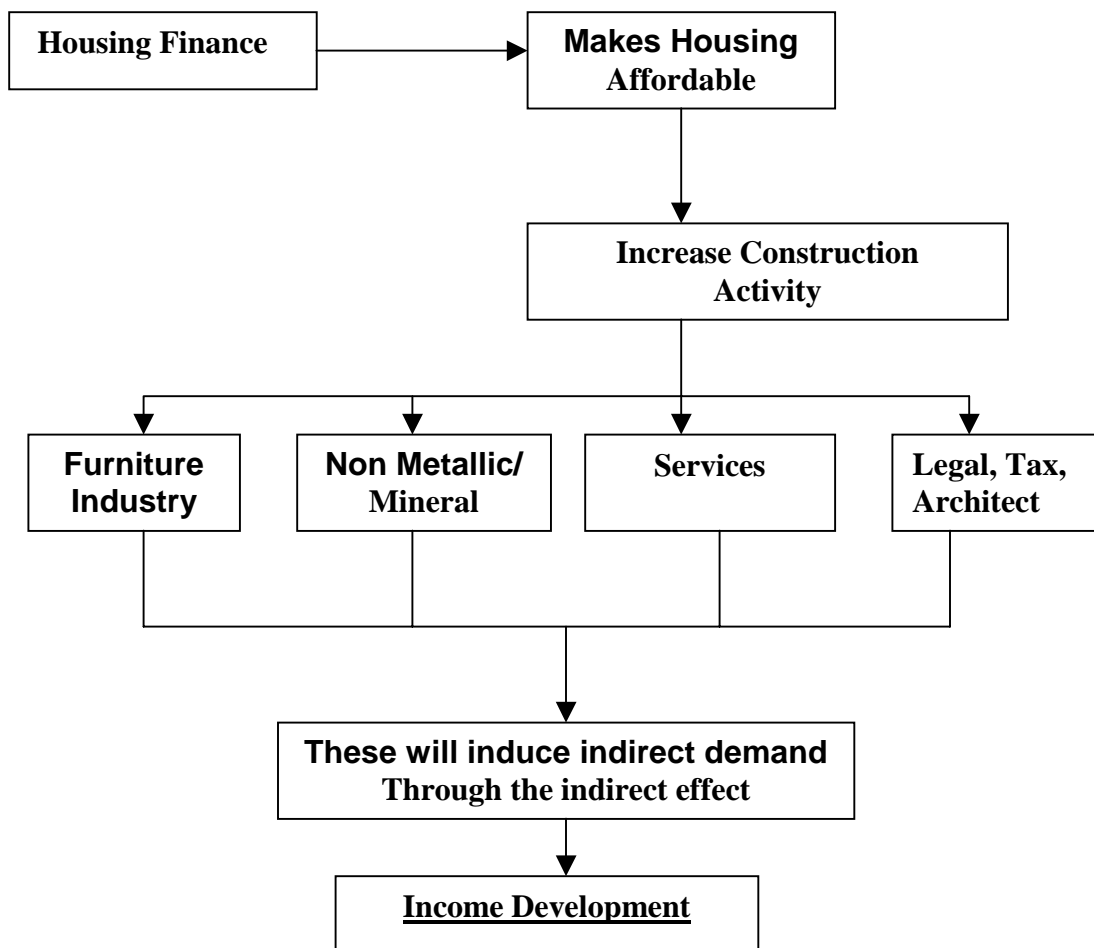 Housing Finance
Makes Housing
Affordable
Increase Construction
Activity
Furniture
Industry
Non Metallic/
Mineral
Services
Legal, Tax,
Architect
These will induce indirect demand
Through the indirect effect
Income Development